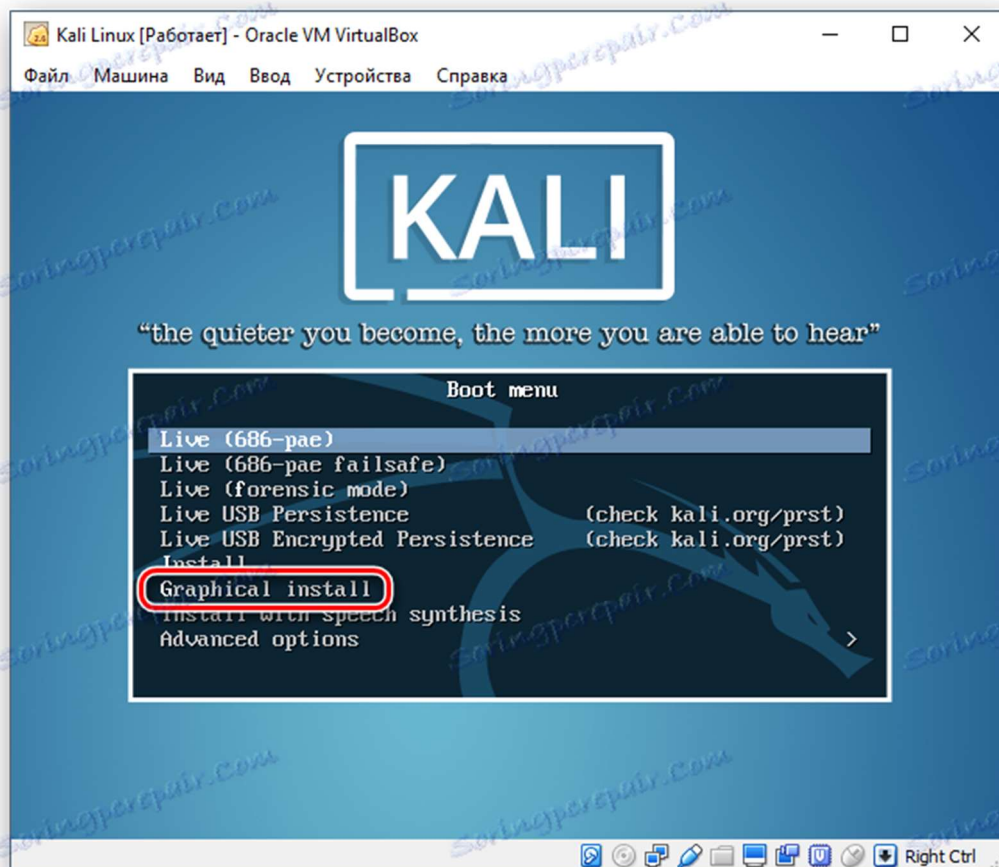 Kali Linux [Работает] - Oracle VM VirtualBox
Файл Машина Вид Ввод Устройства Справка
KALI
“the quieter you become, the more you are able to hear”
Boot menu
Live (686-pae)
Live (686-pae failsafe)
Live (forensic mode)
Live USB Persistence (check kali.org/prst)
Live USB Encrypted Persistence (check kali.org/prst)
Install
Graphical install
Install with speech synthesis
Advanced options >
Right Ctrl
Soringpcrepair.com